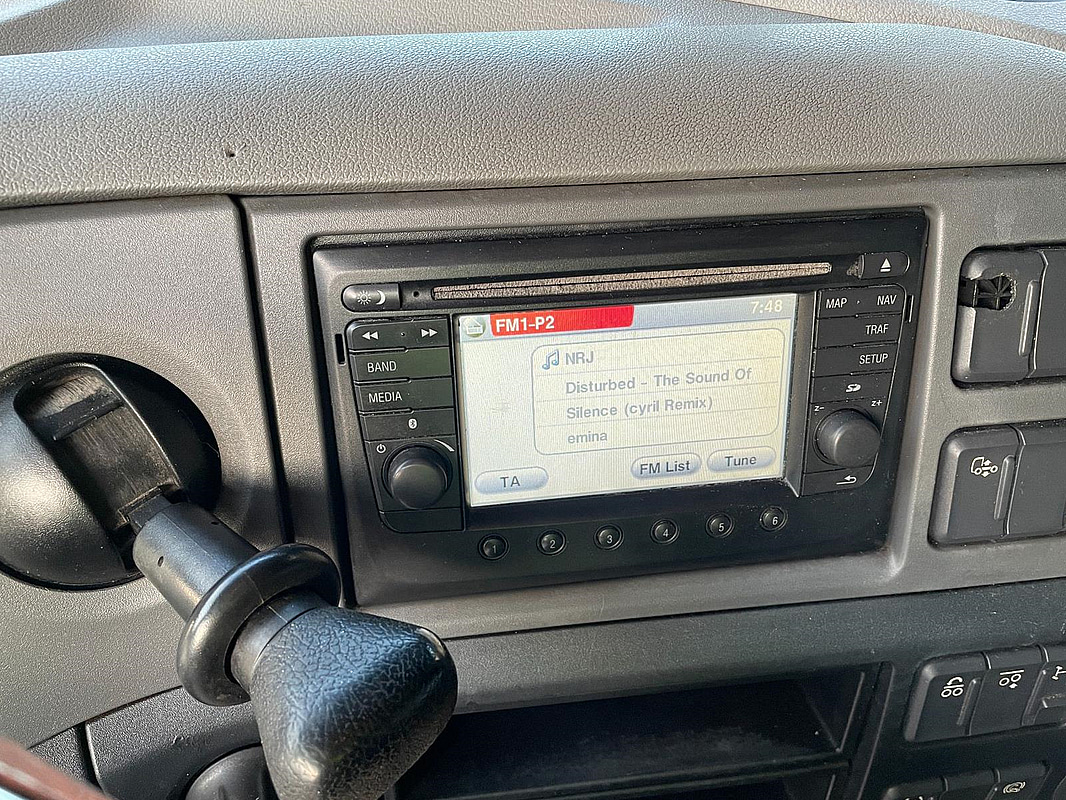 FM1-P2 7:48
NRJ
Disturbed - The Sound Of
Silence (cyril Remix)
emina
TA FM List Tune
BAND
MEDIA
MAP · NAV
TRAF
SETUP
SD
z- z+
1 2 3 4 5 6